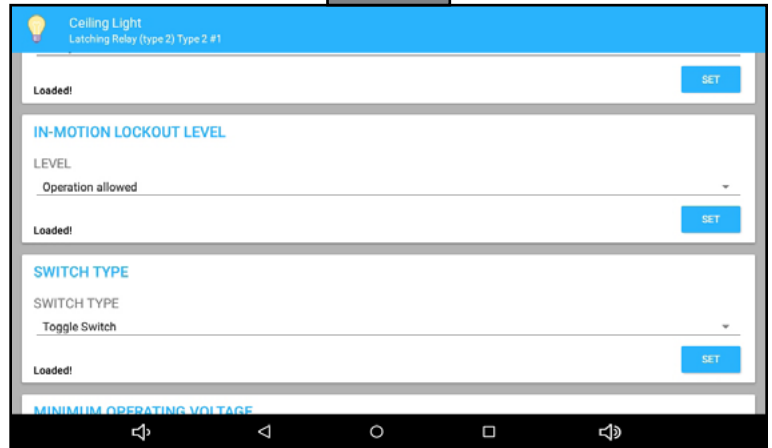 Ceiling Light
Latching Relay (type 2) Type 2 #1
SET
Loaded!
IN-MOTION LOCKOUT LEVEL
LEVEL
Operation allowed
SET
Loaded!
SWITCH TYPE
SWITCH TYPE
Toggle Switch
SET
Loaded!
MINIMUM OPERATING VOLTAGE